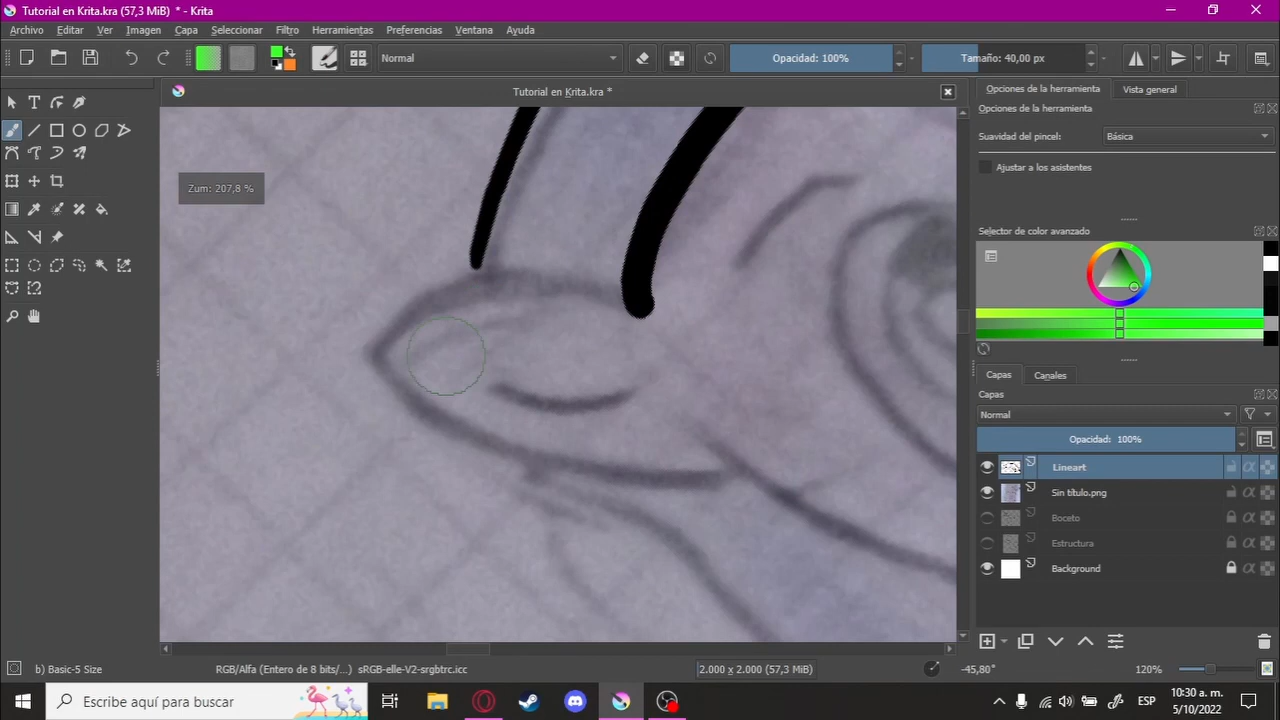 Tutorial en Krita.kra (57,3 MiB) * - Krita
Archivo Editar Ver Imagen Capa Seleccionar Filtro Herramientas Preferencias Ventana Ayuda
Normal Opacidad: 100% Tamaño: 40,00 px
Tutorial en Krita.kra *
Opciones de la herramienta Vista general
Opciones de la herramienta
Suavidad del pincel: Básica
Ajustar a los asistentes
Zum: 207,8 %
Selector de color avanzado
Capas Canales
Capas
Normal
Opacidad: 100%
Lineart
Sin título.png
Boceto
Estructura
Background
b) Basic-5 Size RGB/Alfa (Entero de 8 bits/...) sRGB-elle-V2-srgbtrc.icc 2.000 x 2.000 (57,3 MiB) -45,80° 120%
Escribe aquí para buscar
ESP
10:30 a. m.
5/10/2022